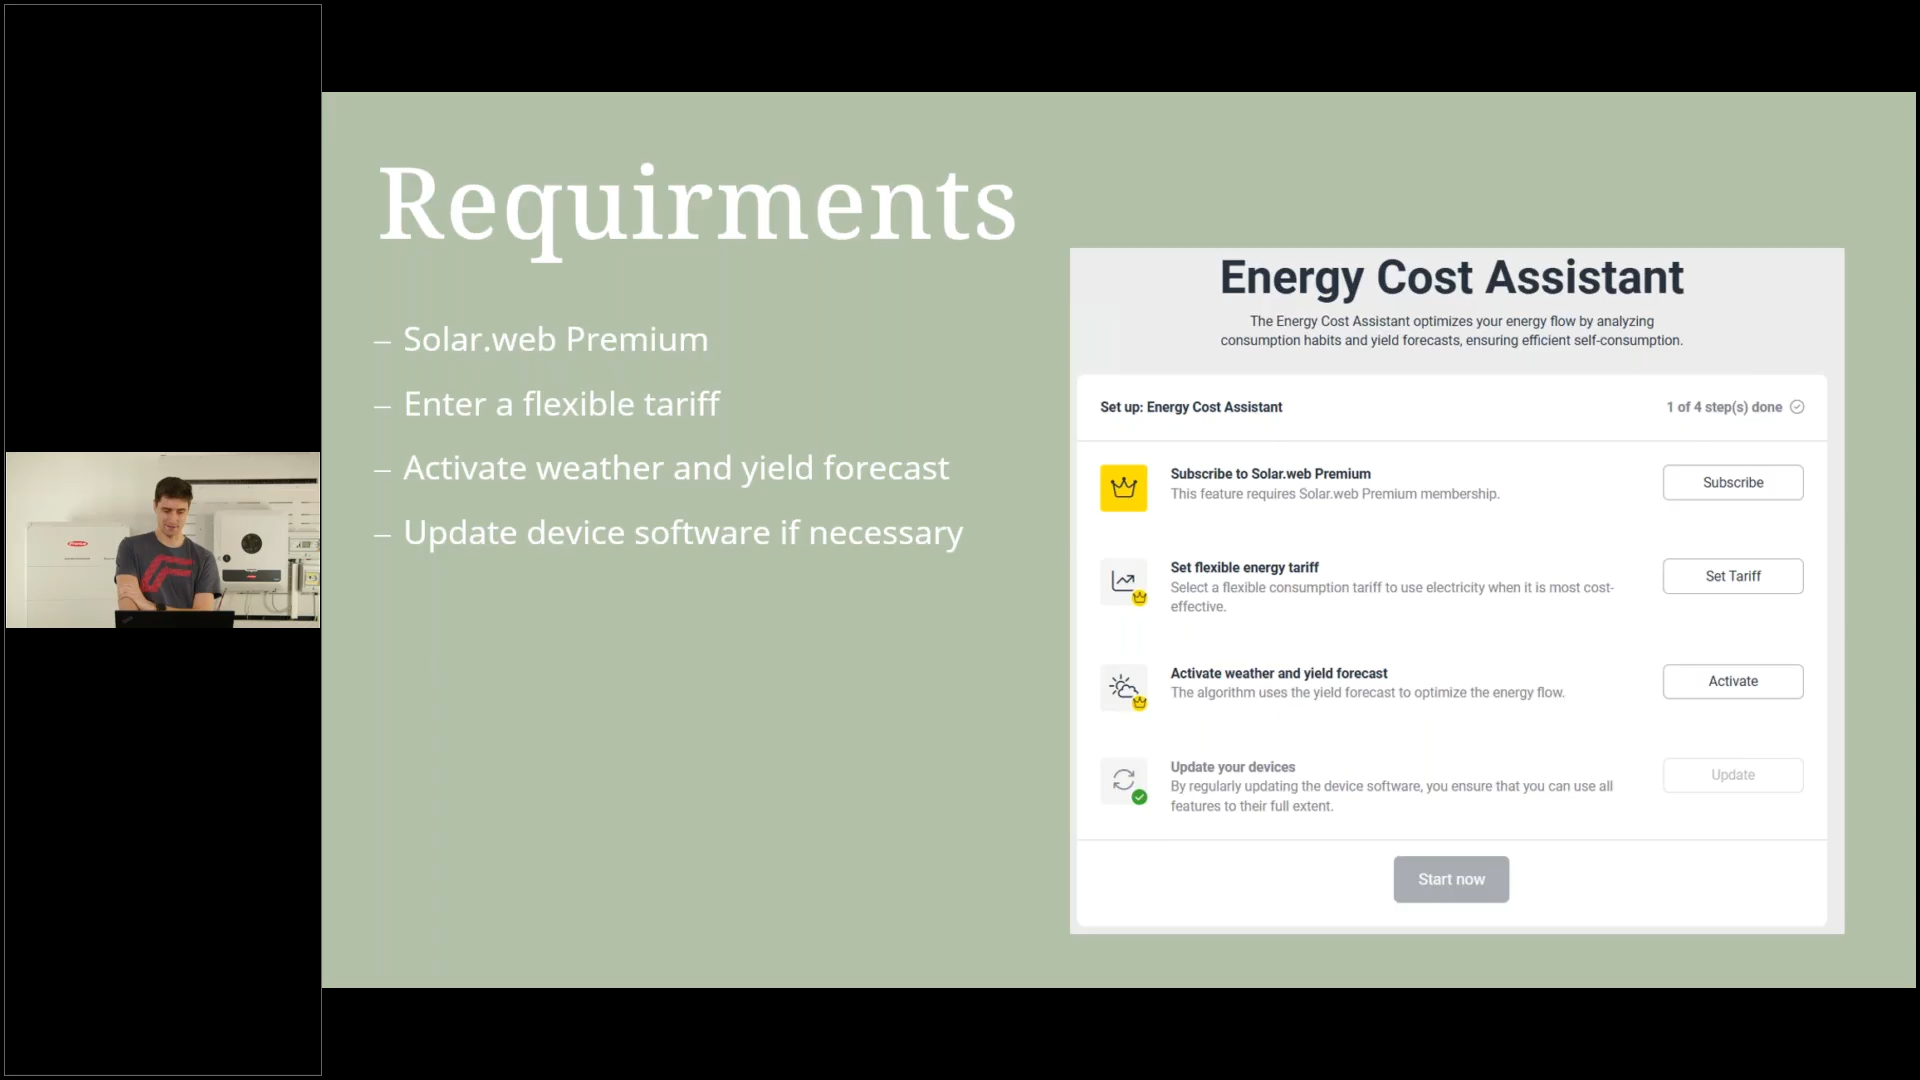 Requirments
– Solar.web Premium
– Enter a flexible tariff
– Activate weather and yield forecast
– Update device software if necessary
Energy Cost Assistant
The Energy Cost Assistant optimizes your energy flow by analyzing
consumption habits and yield forecasts, ensuring efficient self-consumption.
Set up: Energy Cost Assistant
1 of 4 step(s) done
Subscribe to Solar.web Premium
This feature requires Solar.web Premium membership.
Subscribe
Set flexible energy tariff
Select a flexible consumption tariff to use electricity when it is most cost-
effective.
Set Tariff
Activate weather and yield forecast
The algorithm uses the yield forecast to optimize the energy flow.
Activate
Update your devices
By regularly updating the device software, you ensure that you can use all
features to their full extent.
Update
Start now